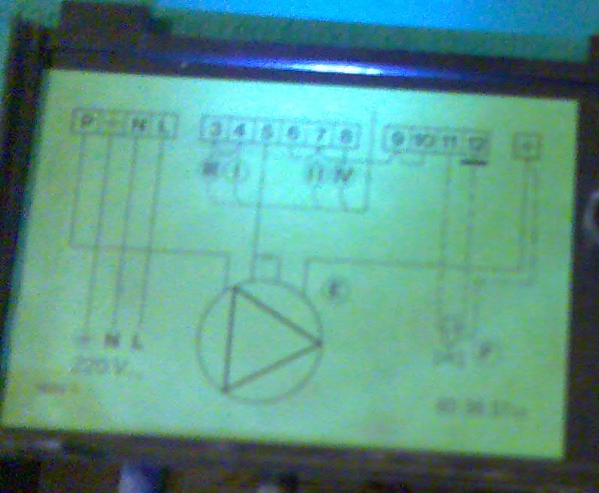 P ⏚ N L 3 4 5 6 7 8 9 10 11 12 ⏚
III I II IV
E
N L F
220V~